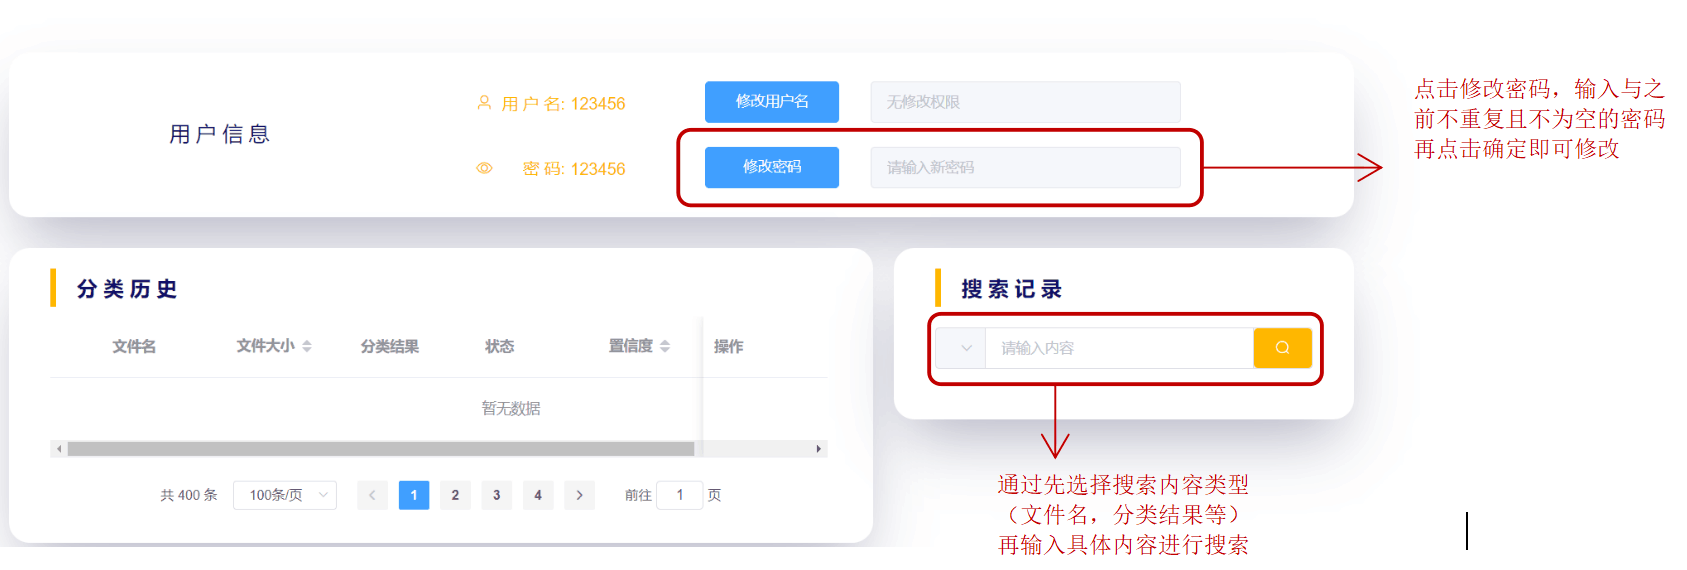 用户信息
用 户 名: 123456
修改用户名
无修改权限
密 码: 123456
修改密码
请输入新密码
点击修改密码，输入与之
前不重复且不为空的密码
再点击确定即可修改
分类历史
文件名 文件大小 分类结果 状态 置信度 操作
暂无数据
共 400 条 100条/页 1 2 3 4 前往 1 页
搜索记录
请输入内容
通过先选择搜索内容类型
（文件名，分类结果等）
再输入具体内容进行搜索